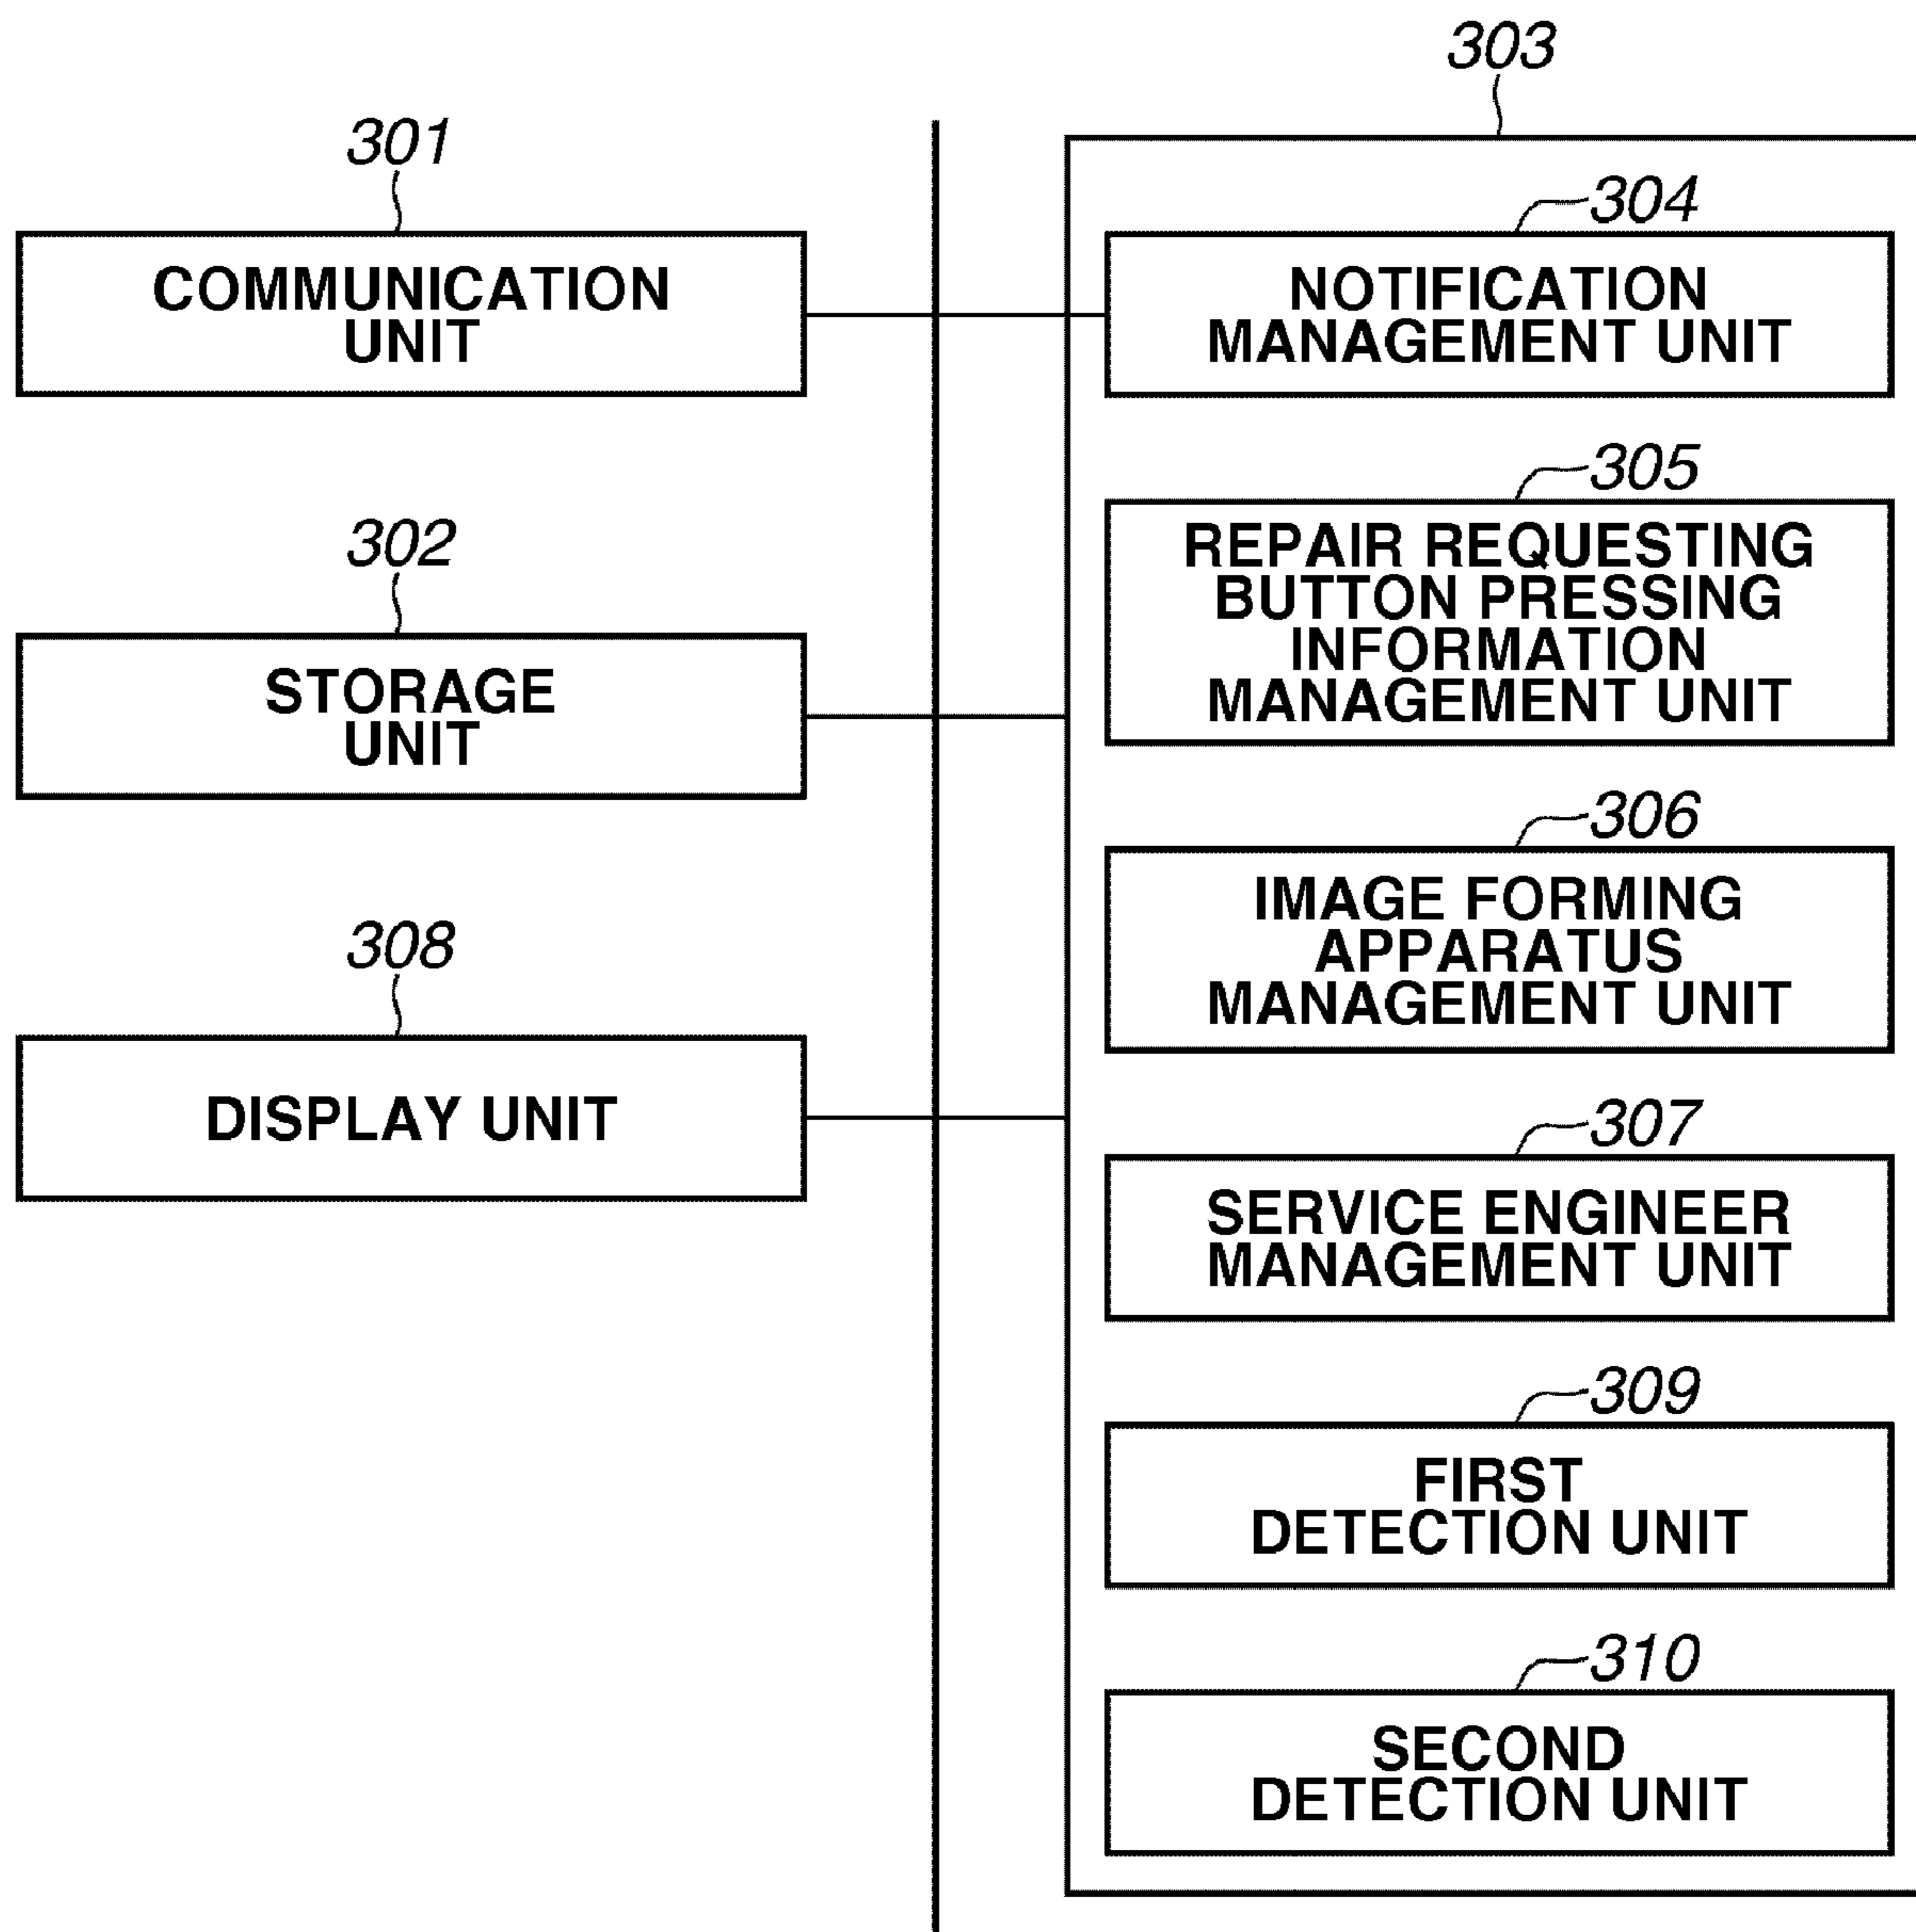 301
COMMUNICATION
UNIT
302
STORAGE
UNIT
308
DISPLAY UNIT
303
304
NOTIFICATION
MANAGEMENT UNIT
305
REPAIR REQUESTING
BUTTON PRESSING
INFORMATION
MANAGEMENT UNIT
306
IMAGE FORMING
APPARATUS
MANAGEMENT UNIT
307
SERVICE ENGINEER
MANAGEMENT UNIT
309
FIRST
DETECTION UNIT
310
SECOND
DETECTION UNIT